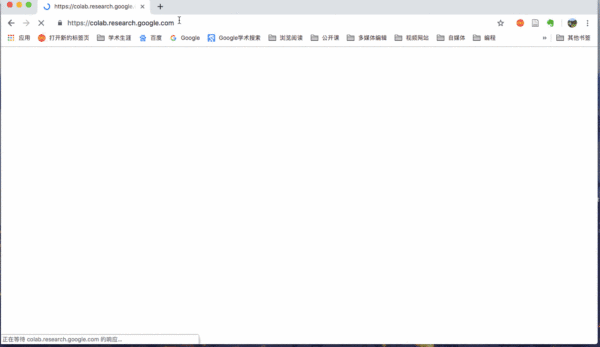 https://colab.research.google.
https://colab.research.google.com
应用 打开新的标签页 学术生涯 百度 Google Google学术搜索 浏览阅读 公开课 多媒体编辑 视频网站 自媒体 编程 » 其他书签
正在等待 colab.research.google.com 的响应...